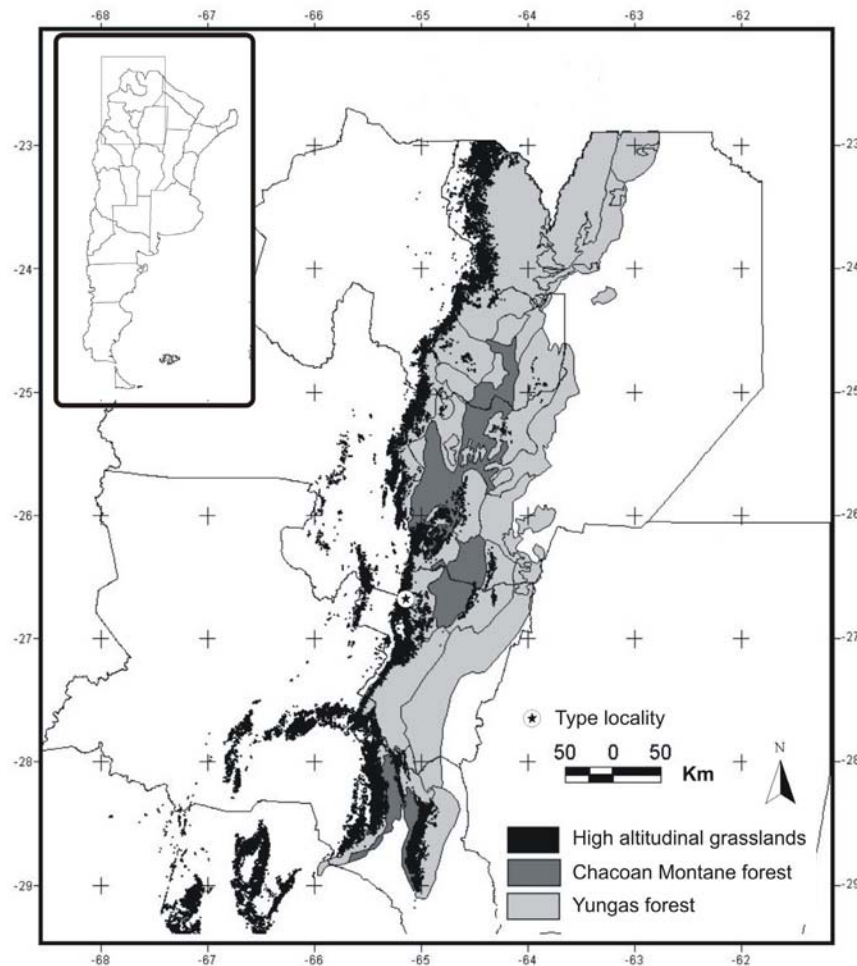 -68 -67 -66 -65 -64 -63 -62
-23
-24
-25
-26
-27
-28
-29
-23
-24
-25
-26
-27
-28
-29
Type locality
50 0 50
Km
N
High altitudinal grasslands
Chacoan Montane forest
Yungas forest
-68 -67 -66 -65 -64 -63 -62